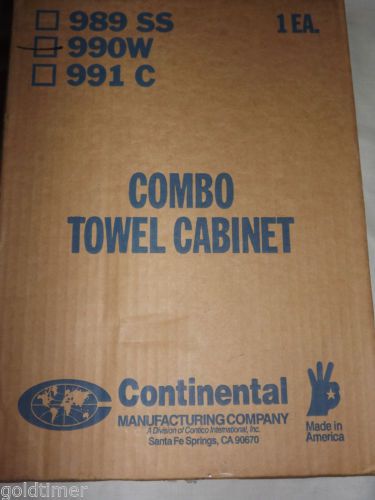 989 SS 1 EA.
990W
991 C
COMBO
TOWEL CABINET
Continental
MANUFACTURING COMPANY
A Division of Contico International, Inc.
Santa Fe Springs, CA 90670
Made in
America
goldtimer